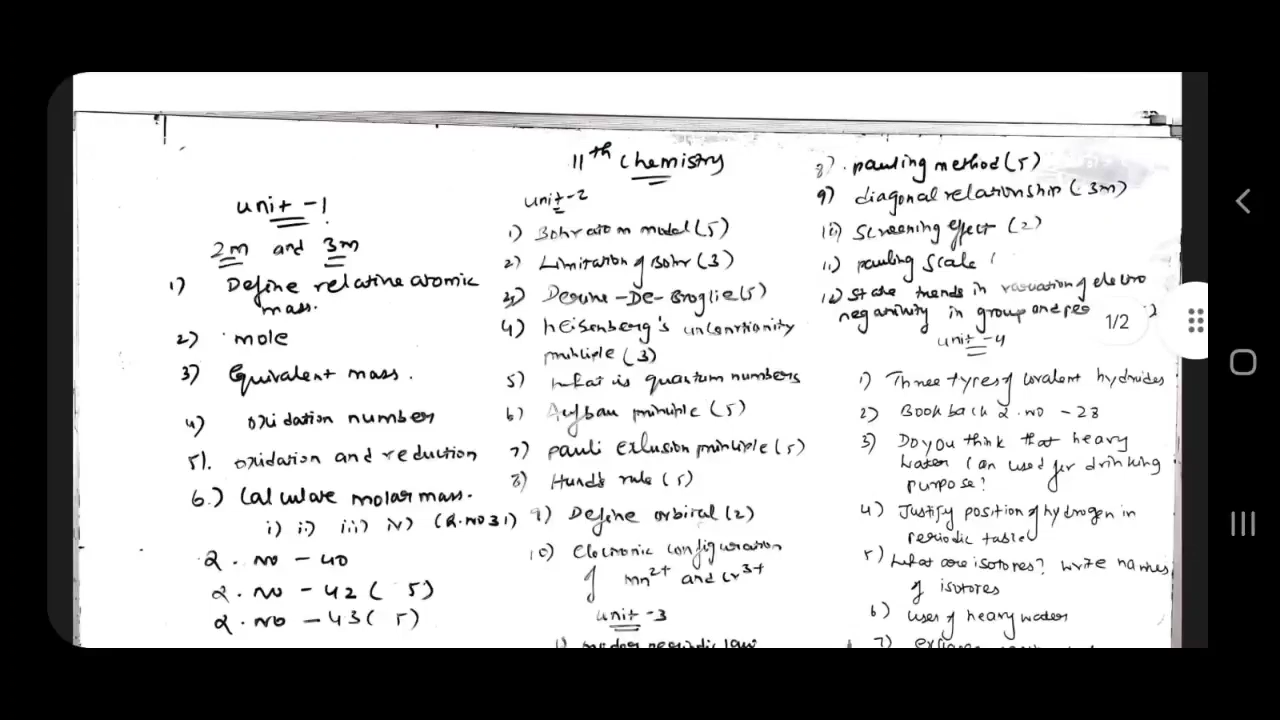 11th Chemistry
unit -1
2m and 3m
1) Define relative atomic
mass.
2) mole
3) Equivalent mass.
4) oxidation number
5). oxidation and reduction
6.) Calculate molar mass.
i) ii) iii) iv) (Q.NO 31)
Q. No - 40
Q. No - 42 ( 5)
Q. No - 43 ( 5)
unit-2
1) Bohr atom model (5)
2) Limitation of Bohr (3)
3) Derive -De- Broglie (5)
4) heisenberg's
(3)
5) what is quantum numbers
6) Aufbau principle (5)
7) pauli exlusion principle (5)
8) Hund's rule (5)
9) Define orbital (2)
10) electronic configuration
of mn2+ and cr3+
unit -3
8). pauling method (5)
9) diagonal relationship (3m)
10) Screening effect (2)
11) pauling scale (
12) State trends in variation of electro
negativity in group and
1/2
unit -4
1) Three types of covalent hydrides
2) Book back Q.no - 23
3) Do you think that heavy
water can used for drinking
purpose?
4) Justify position of hydrogen in
periodic table
5) what are isotopes? write names
of isotopes
6) uses of heavy water
7)